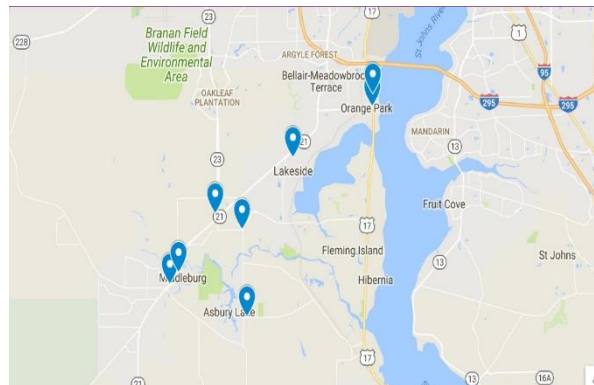 17
23
228
Branan Field
Wildlife and
Environmental
Area
St Johns River
1
ARGYLE FOREST
Bellair-Meadowbrook
Terrace
95
OAKLEAF
PLANTATION
295
295
Orange Park
MANDARIN
21
13
23
Lakeside
Fruit Cove
21
17
Fleming Island
St Johns
13
Middleburg
Hibernia
Asbury Lake
17
21
13
16A